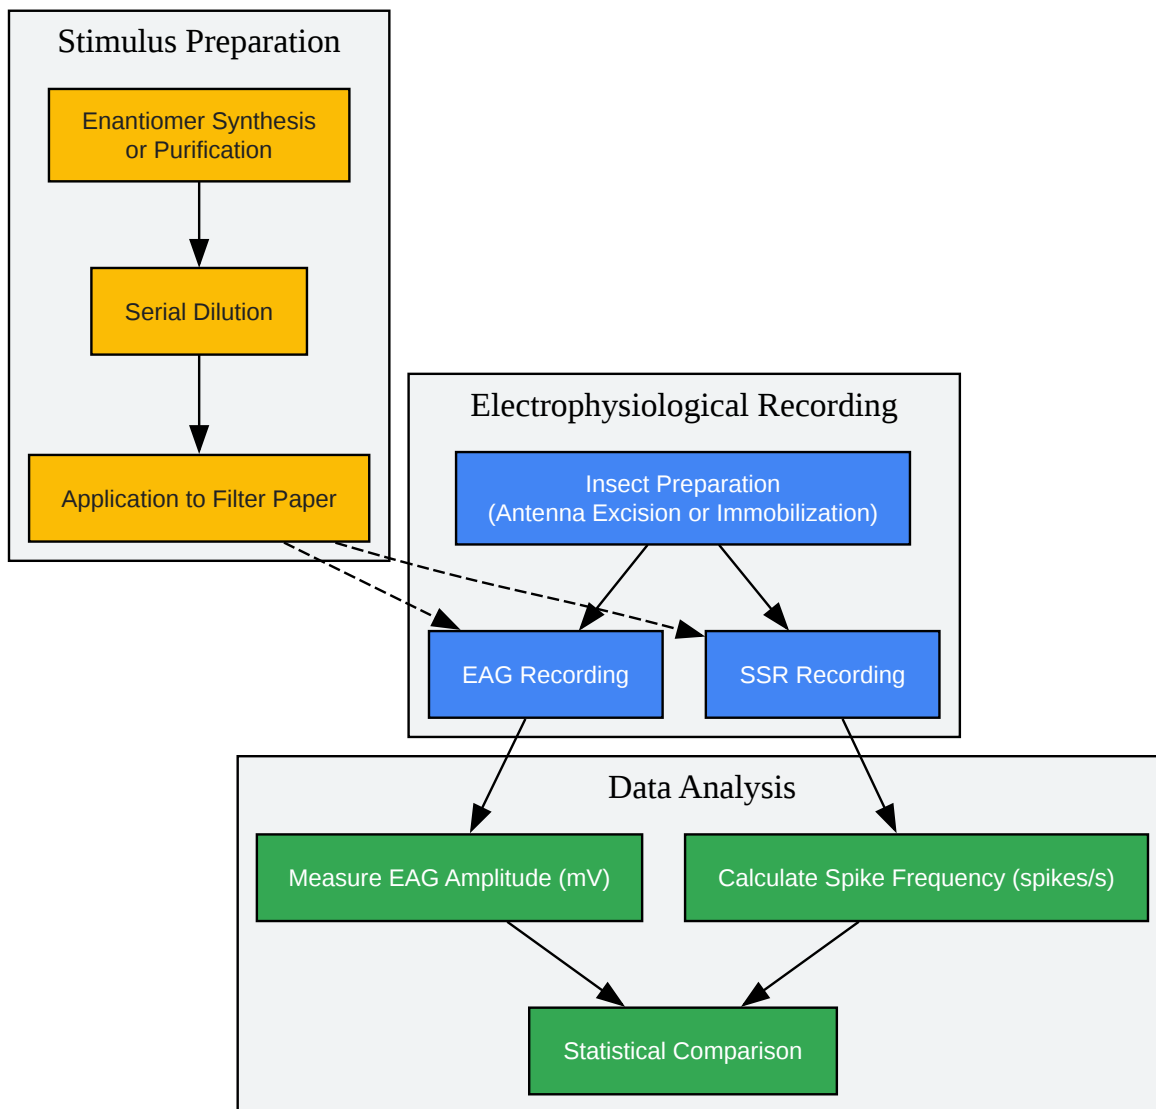 Stimulus Preparation
Enantiomer Synthesis
or Purification
Serial Dilution
Application to Filter Paper
Electrophysiological Recording
Insect Preparation
(Antenna Excision or Immobilization)
EAG Recording
SSR Recording
Data Analysis
Measure EAG Amplitude (mV)
Calculate Spike Frequency (spikes/s)
Statistical Comparison